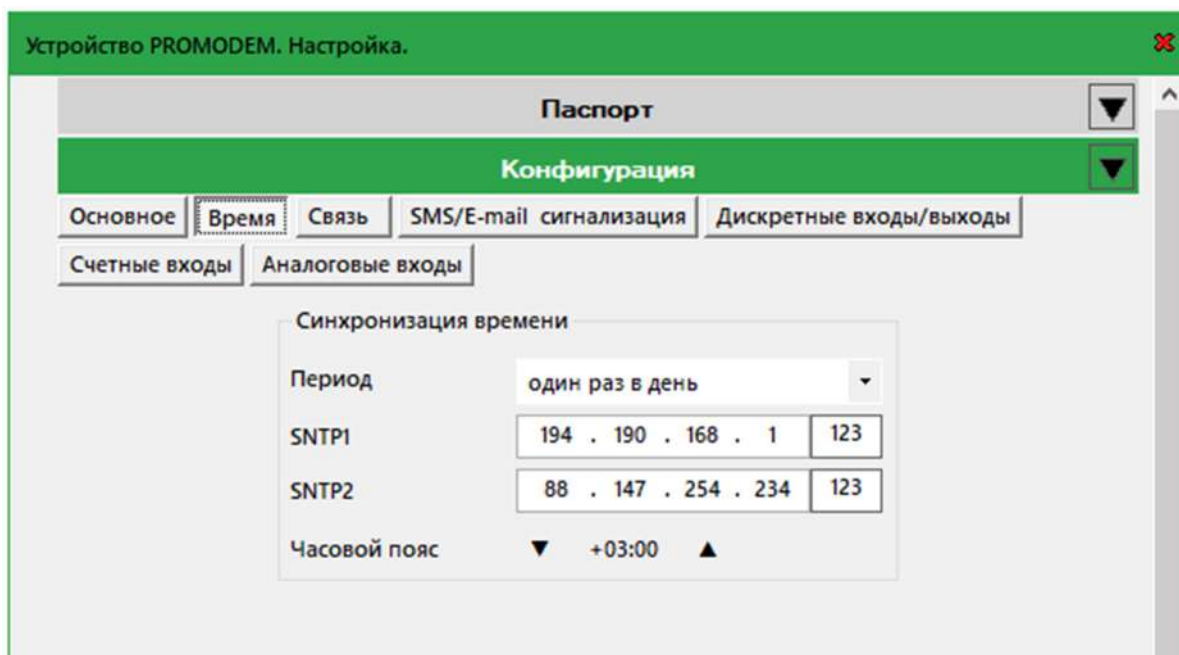 Устройство PROMODEM. Настройка.
Паспорт
Конфигурация
Основное Время Связь SMS/E-mail сигнализация Дискретные входы/выходы
Счетные входы Аналоговые входы
Синхронизация времени
Период один раз в день
SNTP1 194 . 190 . 168 . 1 123
SNTP2 88 . 147 . 254 . 234 123
Часовой пояс ▼ +03:00 ▲